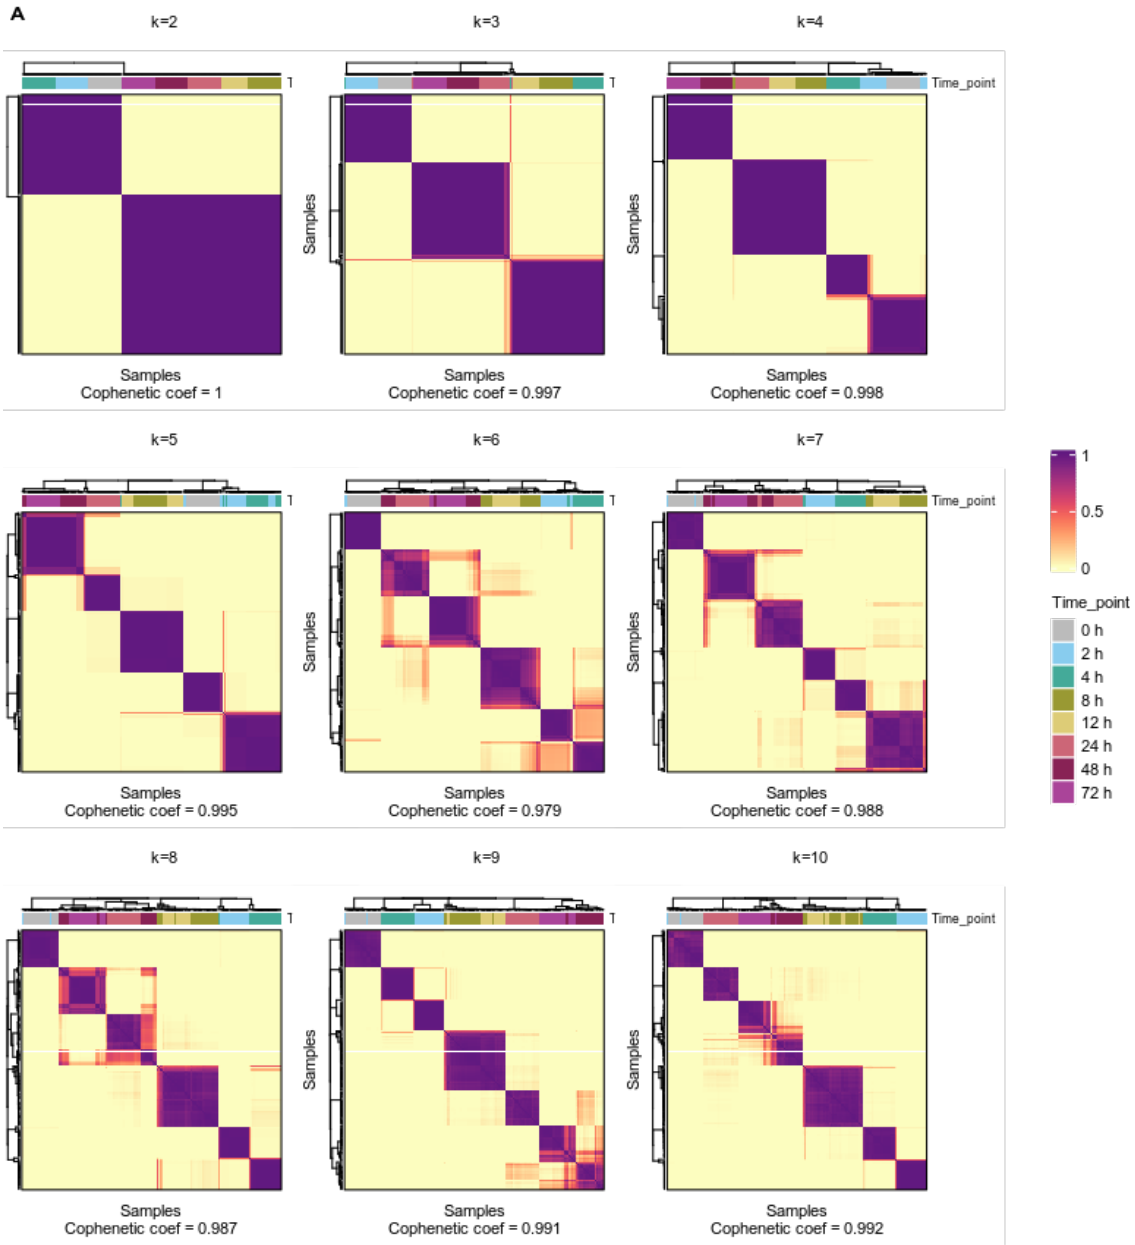 A
k=2
k=3
k=4
T
T
Time_point
Samples
Samples
Samples
Cophenetic coef = 1
Samples
Cophenetic coef = 0.997
Samples
Cophenetic coef = 0.998
k=5
k=6
k=7
T
T
Time_point
Samples
Samples
Samples
Cophenetic coef = 0.995
Samples
Cophenetic coef = 0.979
Samples
Cophenetic coef = 0.988
1
0.5
0
Time_point
0 h
2 h
4 h
8 h
12 h
24 h
48 h
72 h
k=8
k=9
k=10
T
T
Time_point
Samples
Samples
Samples
Cophenetic coef = 0.987
Samples
Cophenetic coef = 0.991
Samples
Cophenetic coef = 0.992